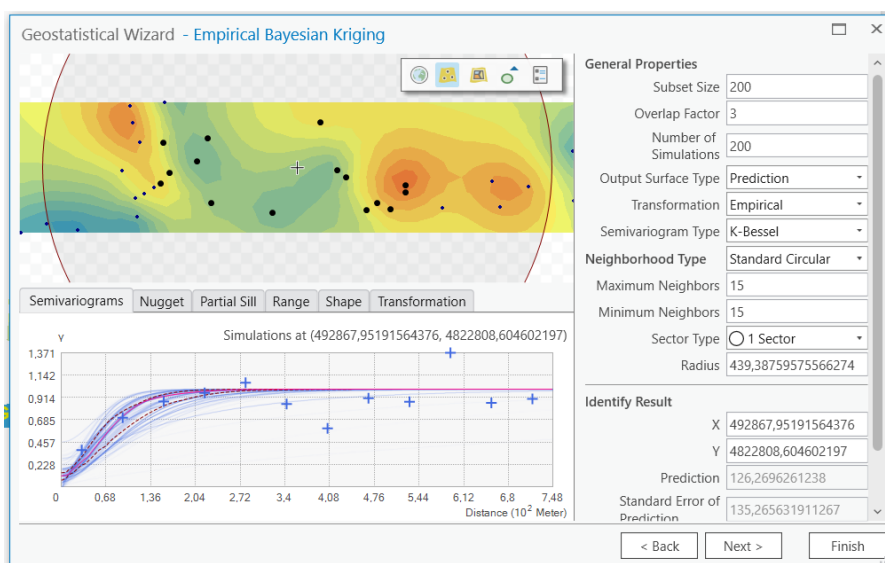 Geostatistical Wizard - Empirical Bayesian Kriging
General Properties
Subset Size 200
Overlap Factor 3
Number of
Simulations 200
Output Surface Type Prediction
Transformation Empirical
Semivariogram Type K-Bessel
Neighborhood Type Standard Circular
Maximum Neighbors 15
Minimum Neighbors 15
Sector Type 1 Sector
Radius 439,38759575566274
Identify Result
X 492867,95191564376
Y 4822808,604602197
Prediction 126,2696261238
Standard Error of
Prediction 135,265631911267
Semivariograms Nugget Partial Sill Range Shape Transformation
γ Simulations at (492867,95191564376, 4822808,604602197)
1,371
1,142
0,914
0,685
0,457
0,228
0 0,68 1,36 2,04 2,72 3,4 4,08 4,76 5,44 6,12 6,8 7,48
Distance (10² Meter)
< Back Next > Finish